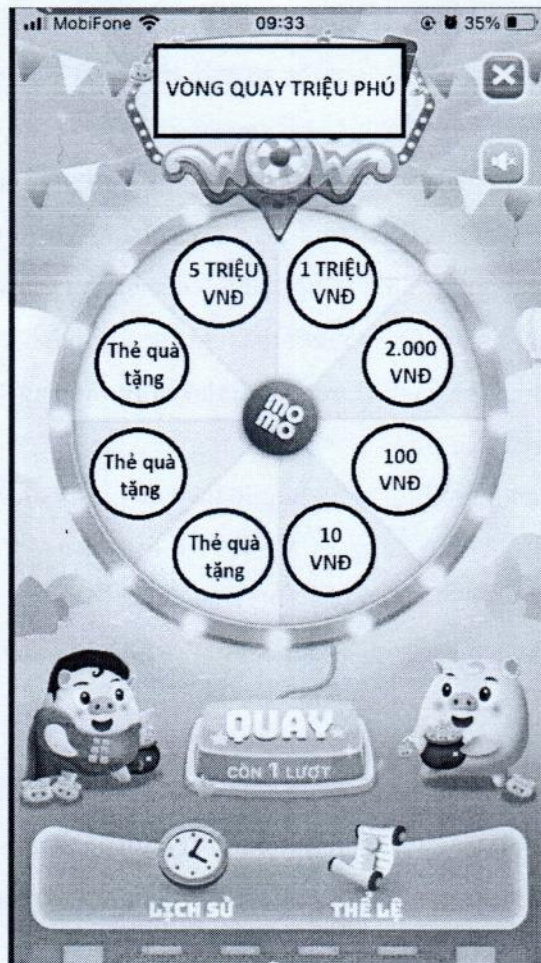 MobiFone 09:33 35%
VÒNG QUAY TRIỆU PHÚ
5 TRIỆU
VNĐ
1 TRIỆU
VNĐ
Thẻ quà
tặng
2.000
VNĐ
MO
MO
Thẻ quà
tặng
100
VNĐ
Thẻ quà
tặng
10
VNĐ
QUAY
CÒN 1 LƯỢT
LỊCH SỬ
THỂ LỆ